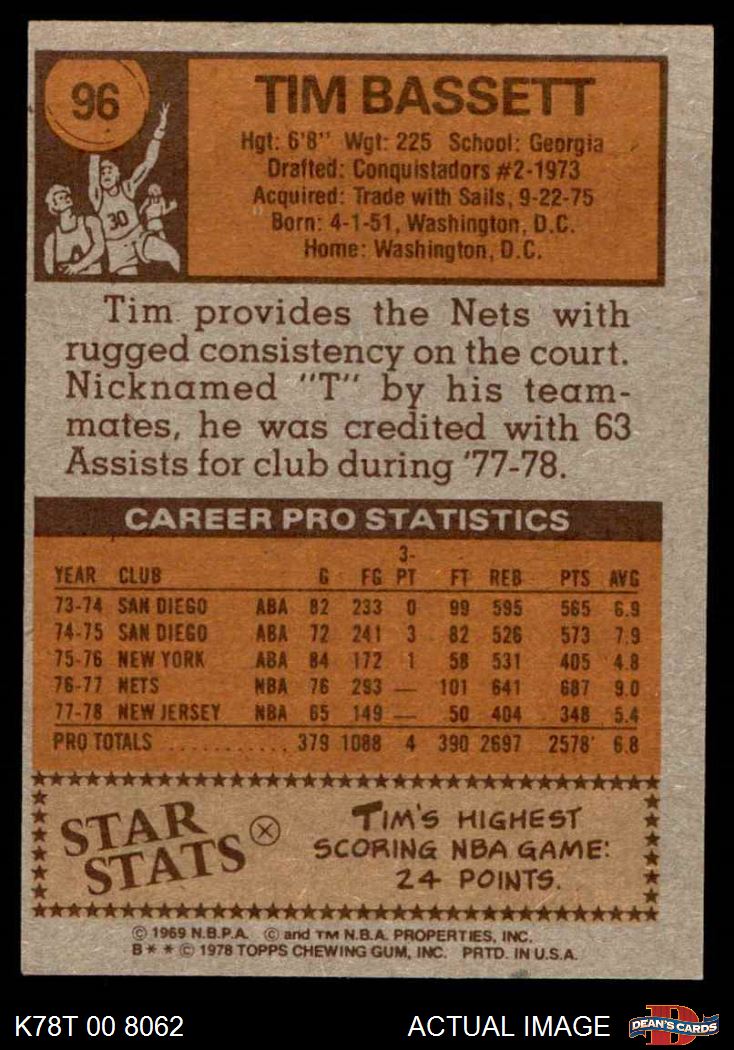 96
30
TIM BASSETT
Hgt: 6'8" Wgt: 225 School: Georgia
Drafted: Conquistadors #2-1973
Acquired: Trade with Sails, 9-22-75
Born: 4-1-51, Washington, D.C.
Home: Washington, D.C.
Tim provides the Nets with
rugged consistency on the court.
Nicknamed "T" by his team-
mates, he was credited with 63
Assists for club during '77-78.
CAREER PRO STATISTICS
YEAR CLUB G FG 3-PT FT REB PTS AVG
73-74 SAN DIEGO ABA 82 233 0 99 595 565 6.9
74-75 SAN DIEGO ABA 72 241 3 82 526 573 7.9
75-76 NEW YORK ABA 84 172 1 58 531 405 4.8
76-77 NETS NBA 76 293 — 101 641 687 9.0
77-78 NEW JERSEY NBA 65 149 — 50 404 348 5.4
PRO TOTALS ........... 379 1088 4 390 2697 2578 6.8
STAR
STATS
TIM'S HIGHEST
SCORING NBA GAME:
24 POINTS.
© 1969 N.B.P.A. © and TM N.B.A. PROPERTIES, INC.
B * * © 1978 TOPPS CHEWING GUM, INC. PRTD. IN U.S.A.
K78T 00 8062 ACTUAL IMAGE
D
DEAN'S CARDS